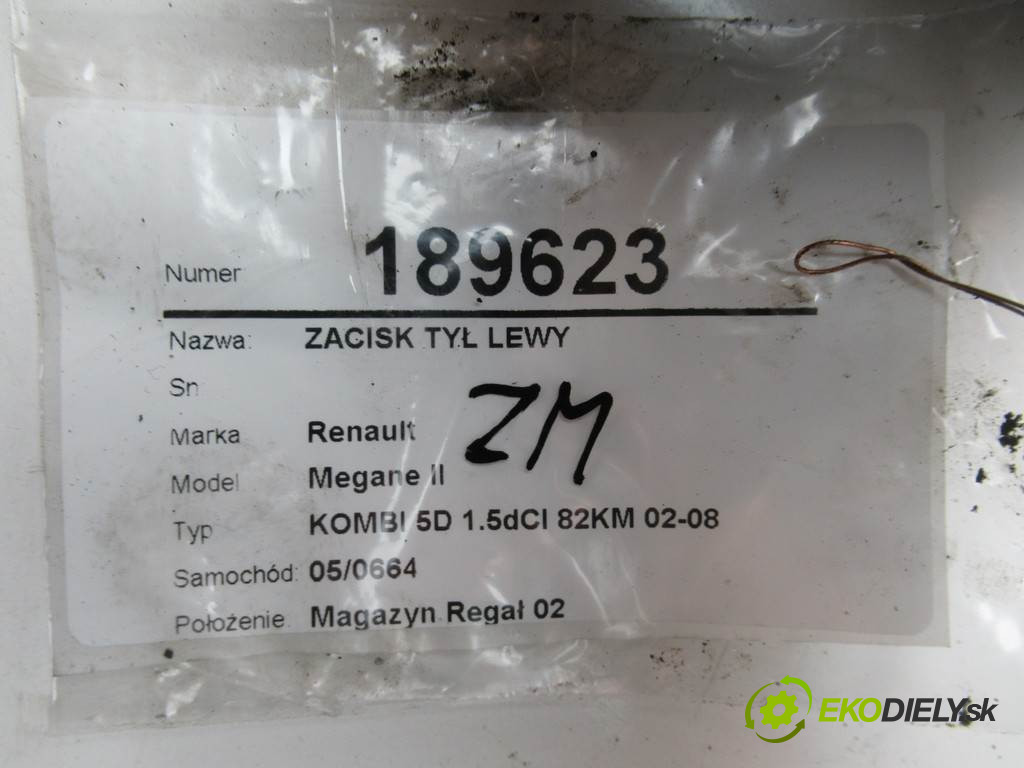 Numer 189623
Nazwa: ZACISK TYŁ LEWY
Sn
ZM
Marka Renault
Model Megane II
Typ KOMBI 5D 1.5dCI 82KM 02-08
Samochód: 05/0664
Położenie: Magazyn Regał 02
EKODIELY.sk